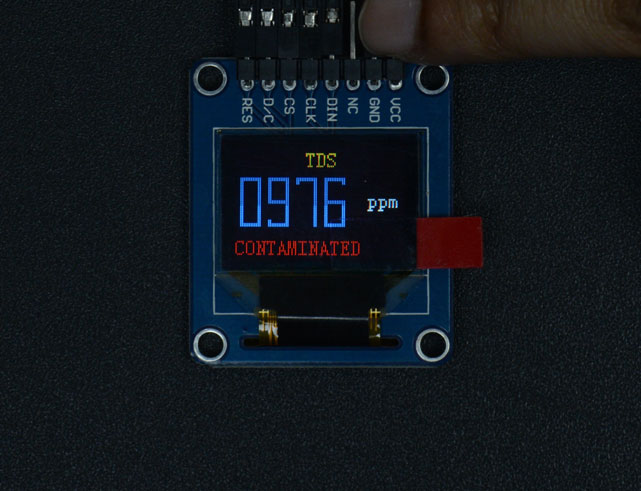 RES D/C CS CLK DIN NC GND VCC
TDS
0976 ppm
CONTAMINATED